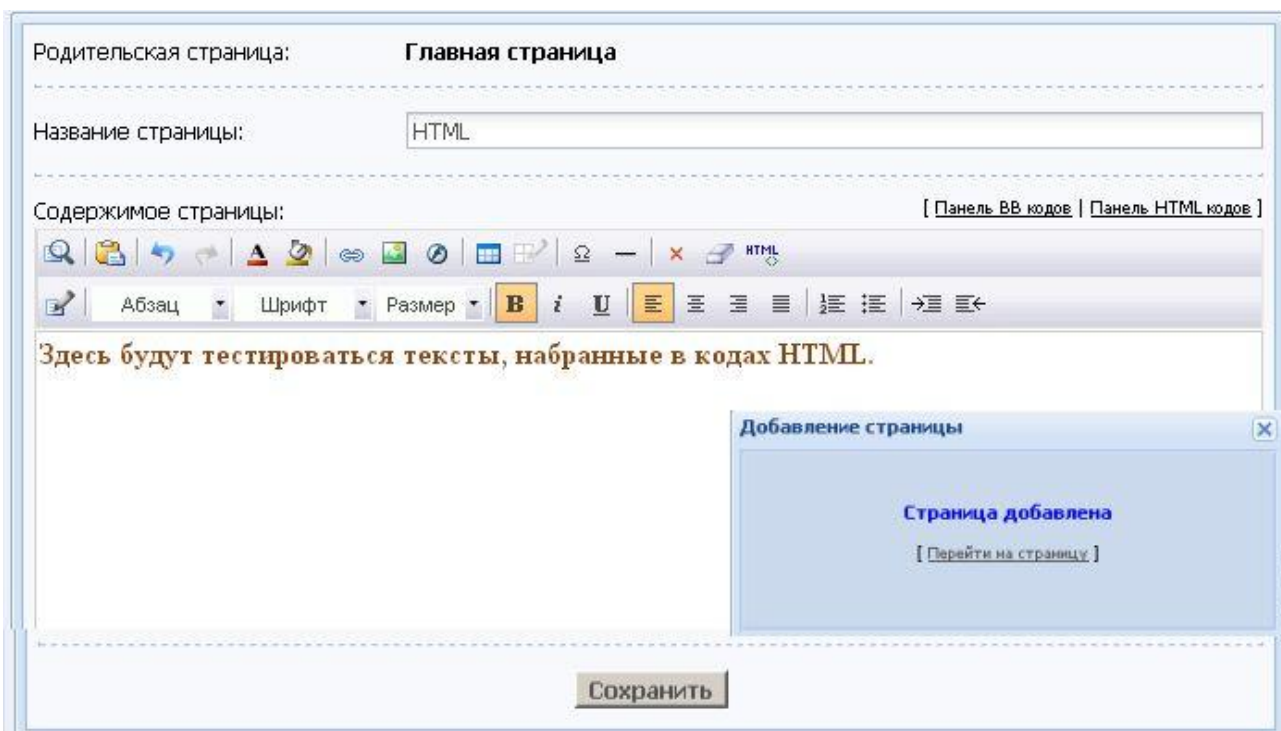 Родительская страница: Главная страница
Название страницы: HTML
Содержимое страницы: [ Панель BB кодов | Панель HTML кодов ]
A Ω HTML
Абзац Шрифт Размер B i U
Здесь будут тестироваться тексты, набранные в кодах HTML.
Добавление страницы
Страница добавлена
[ Перейти на страницу ]
Сохранить